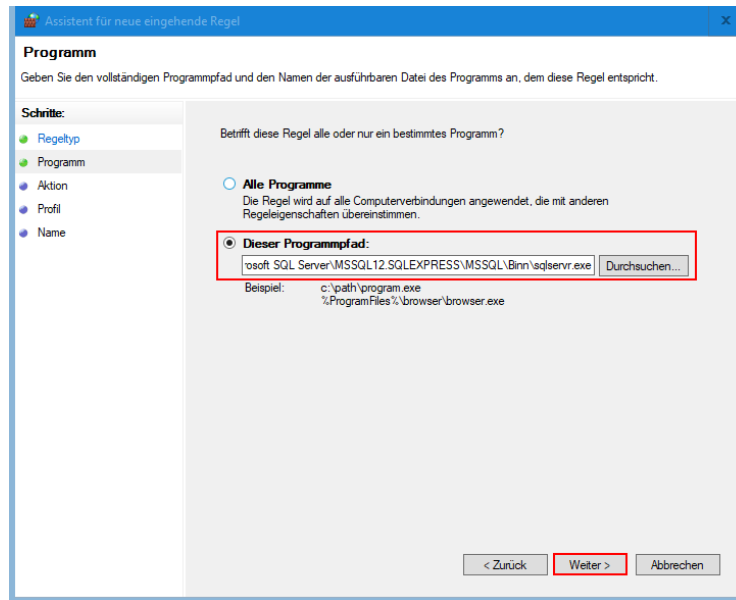 Assistent für neue eingehende Regel
Programm
Geben Sie den vollständigen Programmpfad und den Namen der ausführbaren Datei des Programms an, dem diese Regel entspricht.
Schritte:
Regeltyp
Programm
Aktion
Profil
Name
Betrifft diese Regel alle oder nur ein bestimmtes Programm?
Alle Programme
Die Regel wird auf alle Computerverbindungen angewendet, die mit anderen
Regeleigenschaften übereinstimmen.
Dieser Programmpfad:
rosoft SQL Server\MSSQL12.SQLEXPRESS\MSSQL\Binn\sqlservr.exe Durchsuchen...
Beispiel: c:\path\program.exe
%ProgramFiles%\browser\browser.exe
< Zurück Weiter > Abbrechen